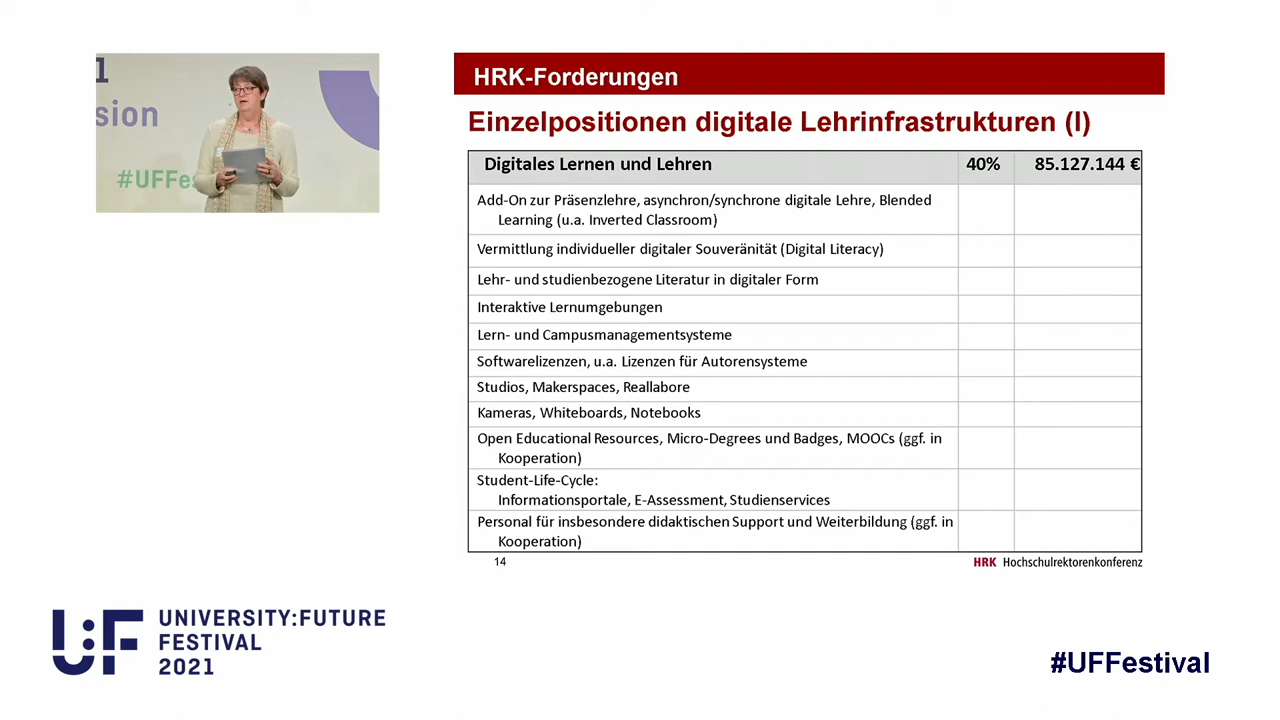 1
sion
#UFFes
HRK-Forderungen
Einzelpositionen digitale Lehrinfrastrukturen (I)
Digitales Lernen und Lehren 40% 85.127.144 €
Add-On zur Präsenzlehre, asynchron/synchrone digitale Lehre, Blended
Learning (u.a. Inverted Classroom)
Vermittlung individueller digitaler Souveränität (Digital Literacy)
Lehr- und studienbezogene Literatur in digitaler Form
Interaktive Lernumgebungen
Lern- und Campusmanagementsysteme
Softwarelizenzen, u.a. Lizenzen für Autorensysteme
Studios, Makerspaces, Reallabore
Kameras, Whiteboards, Notebooks
Open Educational Resources, Micro-Degrees und Badges, MOOCs (ggf. in
Kooperation)
Student-Life-Cycle:
Informationsportale, E-Assessment, Studienservices
Personal für insbesondere didaktischen Support und Weiterbildung (ggf. in
Kooperation)
14
HRK Hochschulrektorenkonferenz
U:F
UNIVERSITY:FUTURE
FESTIVAL
2021
#UFFestival